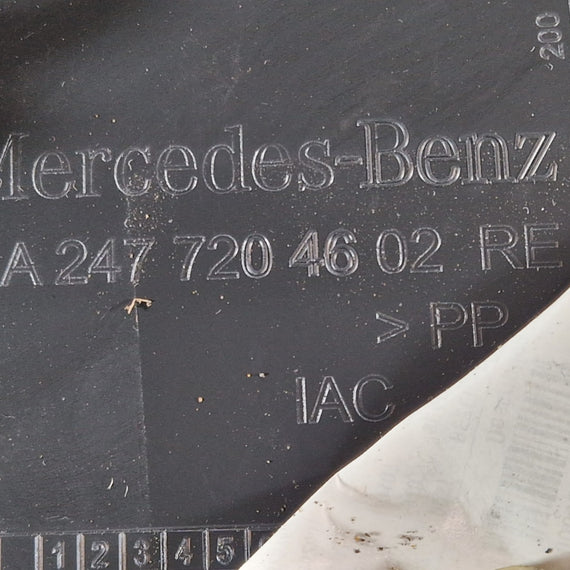 200
Mercedes-Benz
A 247 720 46 02 RE
> PP
IAC
1 2 3 4 5